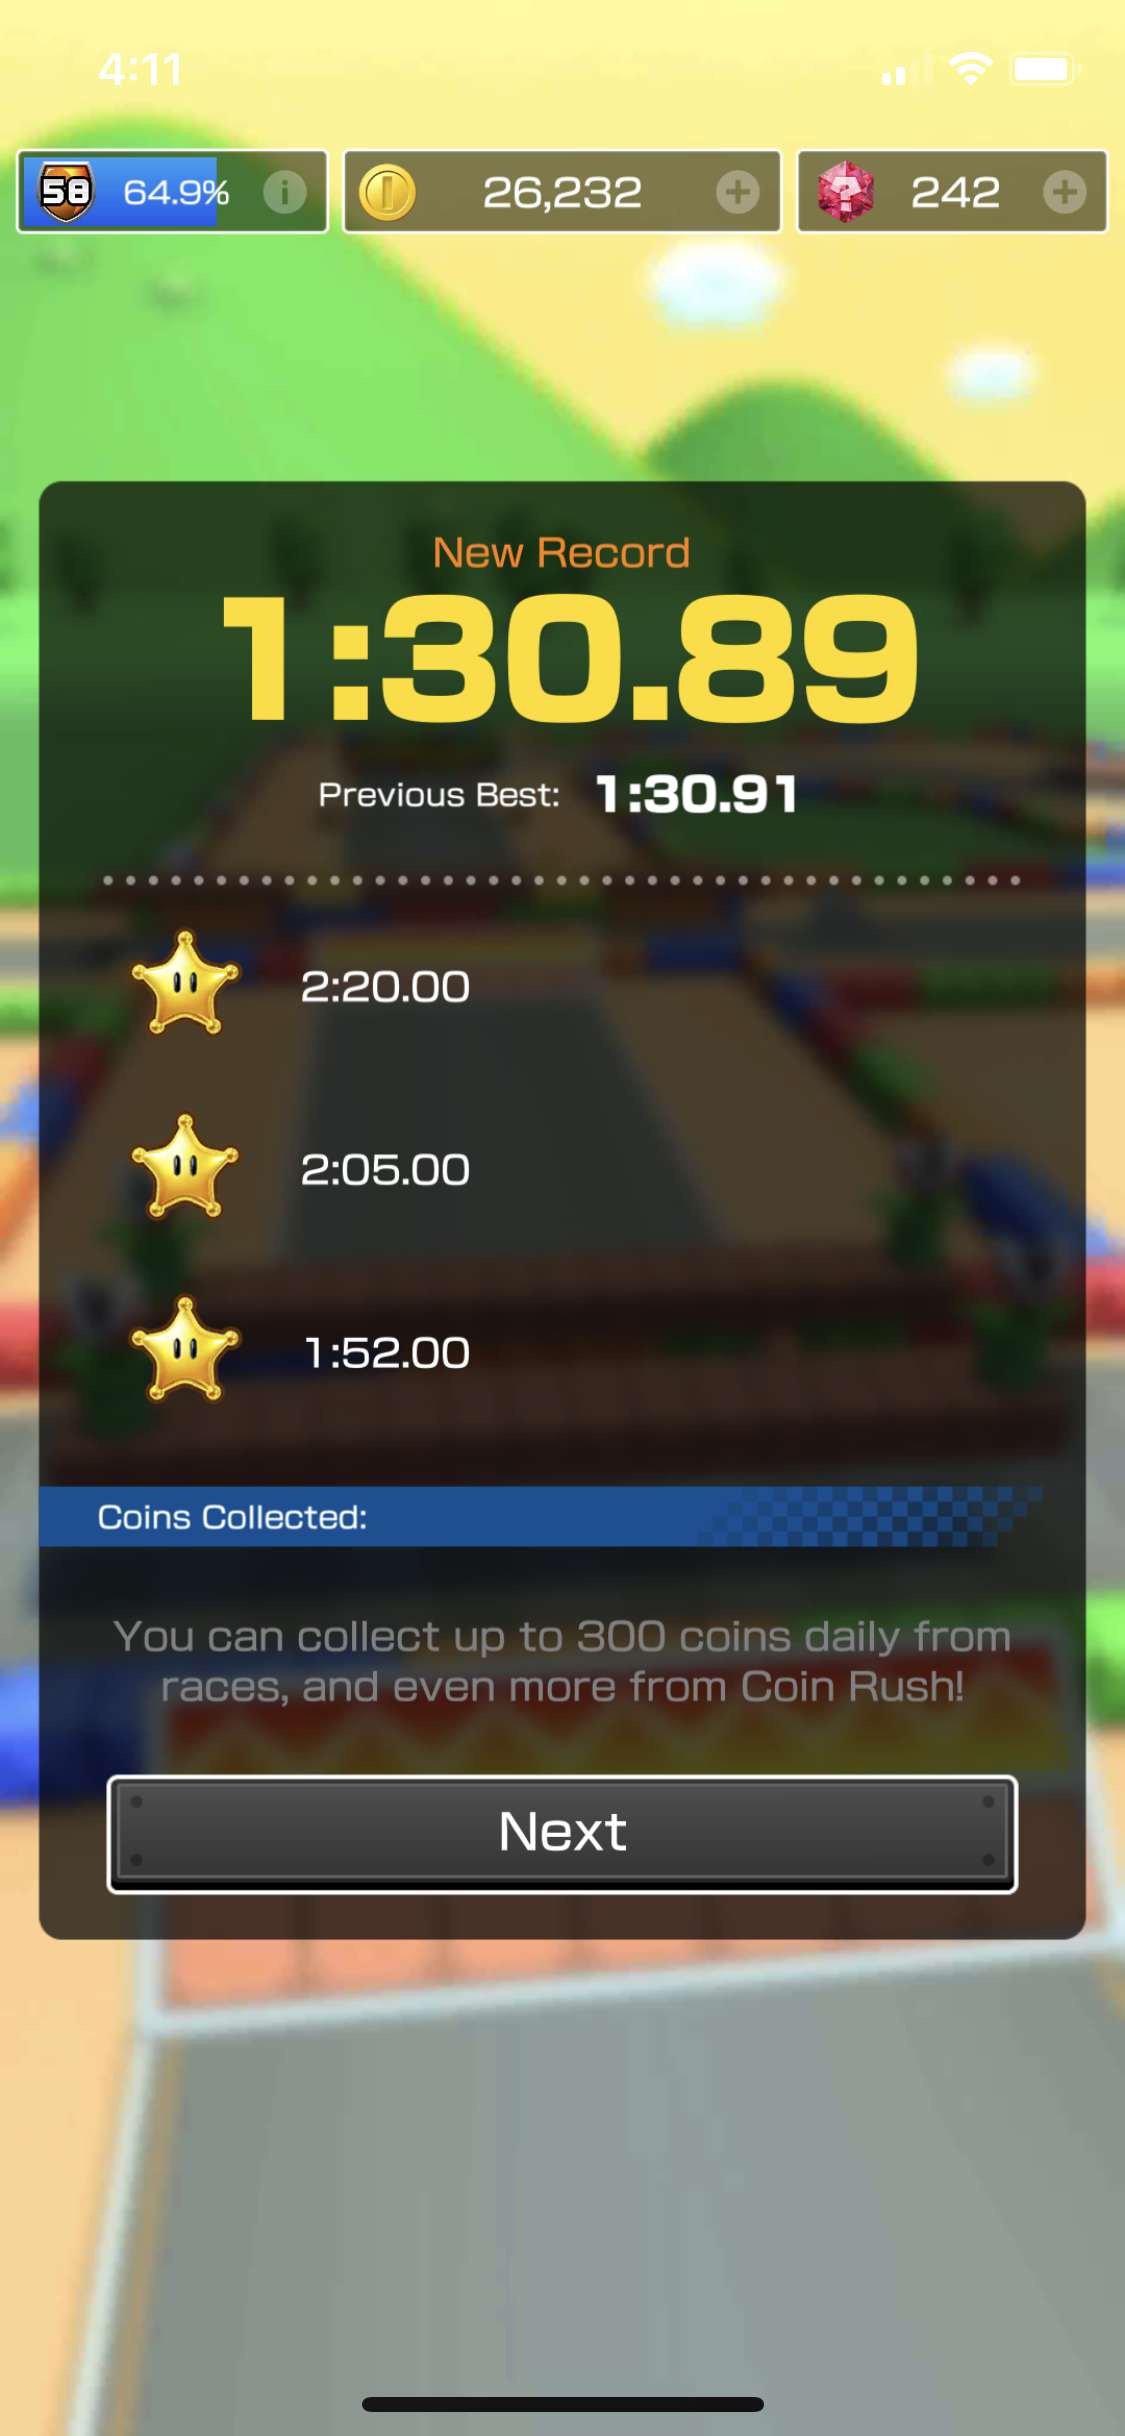 4:11
58 64.9% i 26,232 + ? 242 +
New Record
1:30.89
Previous Best: 1:30.91
2:20.00
2:05.00
1:52.00
Coins Collected:
You can collect up to 300 coins daily from
races, and even more from Coin Rush!
Next